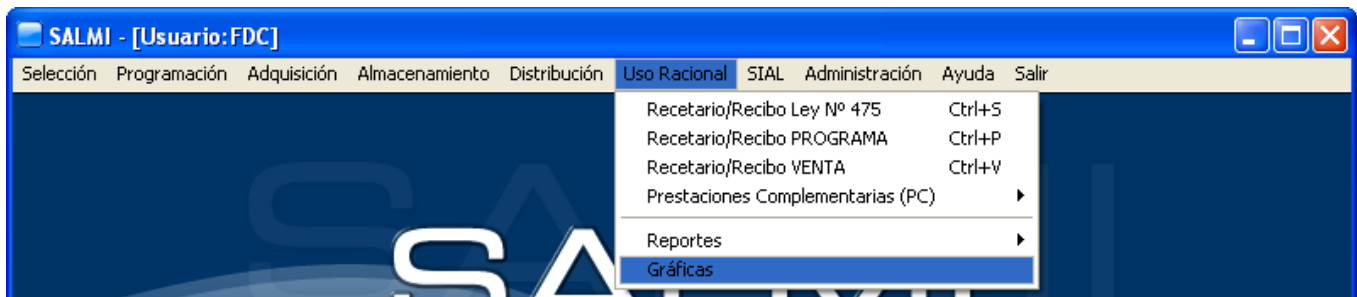 SALMI - [Usuario:FDC]
Selección Programación Adquisición Almacenamiento Distribución Uso Racional SIAL Administración Ayuda Salir
Recetario/Recibo Ley Nº 475 Ctrl+S
Recetario/Recibo PROGRAMA Ctrl+P
Recetario/Recibo VENTA Ctrl+V
Prestaciones Complementarias (PC)
Reportes
Gráficas